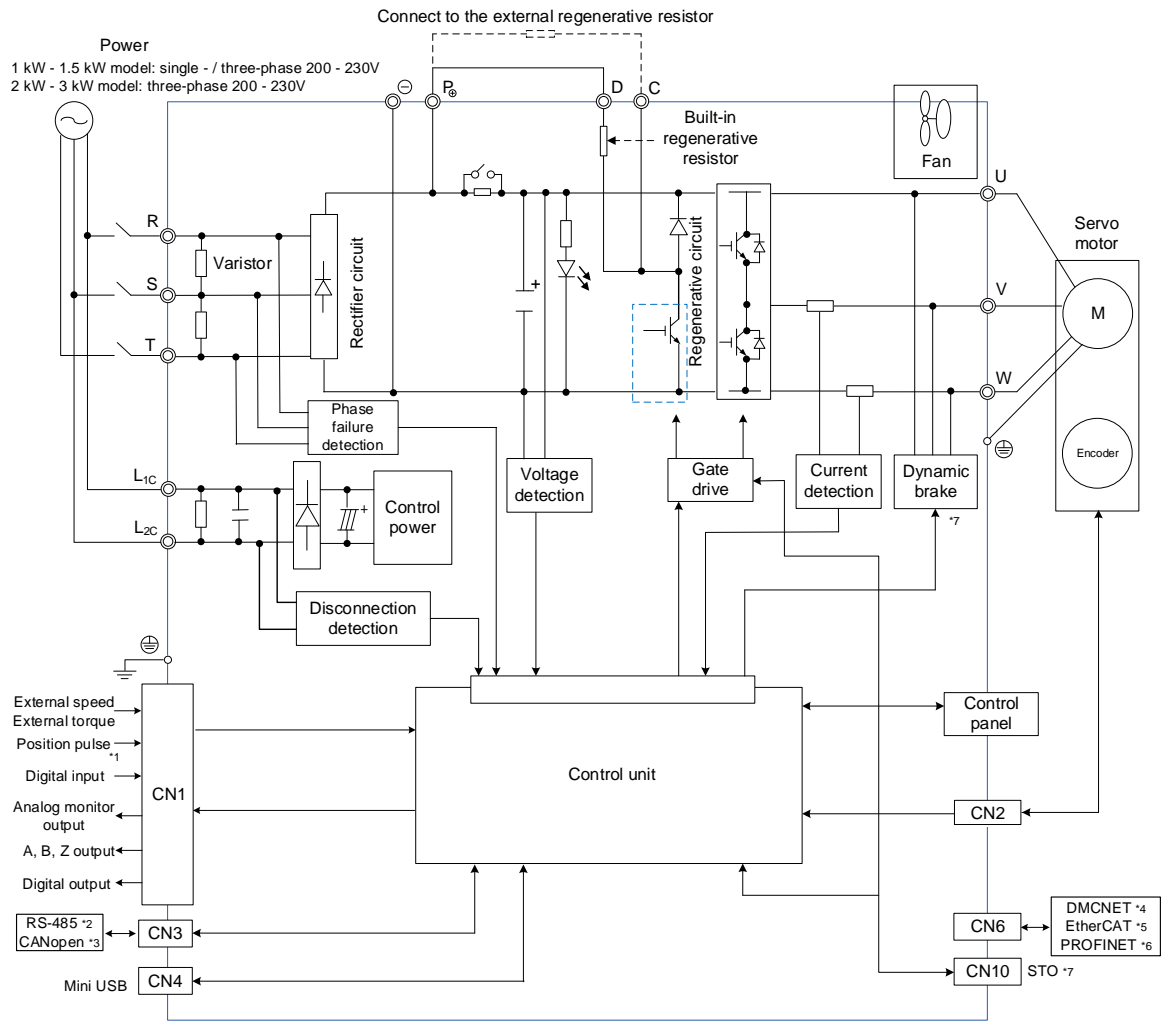 Connect to the external regenerative resistor
Power
1 kW - 1.5 kW model: single - / three-phase 200 - 230V
2 kW - 3 kW model: three-phase 200 - 230V
P⊕
D
C
Built-in
regenerative
resistor
Fan
U
Servo
motor
R
Varistor
Rectifier circuit
Regenerative circuit
S
V
M
T
W
Phase
failure
detection
Encoder
L1C
L2C
Control
power
Voltage
detection
Gate
drive
Current
detection
Dynamic
brake
*7
Disconnection
detection
External speed
External torque
Position pulse
*1
Digital input
Analog monitor
output
A, B, Z output
Digital output
CN1
Control unit
Control
panel
CN2
RS-485 *2
CANopen *3
CN3
CN6
DMCNET *4
EtherCAT *5
PROFINET *6
Mini USB
CN4
CN10
STO *7